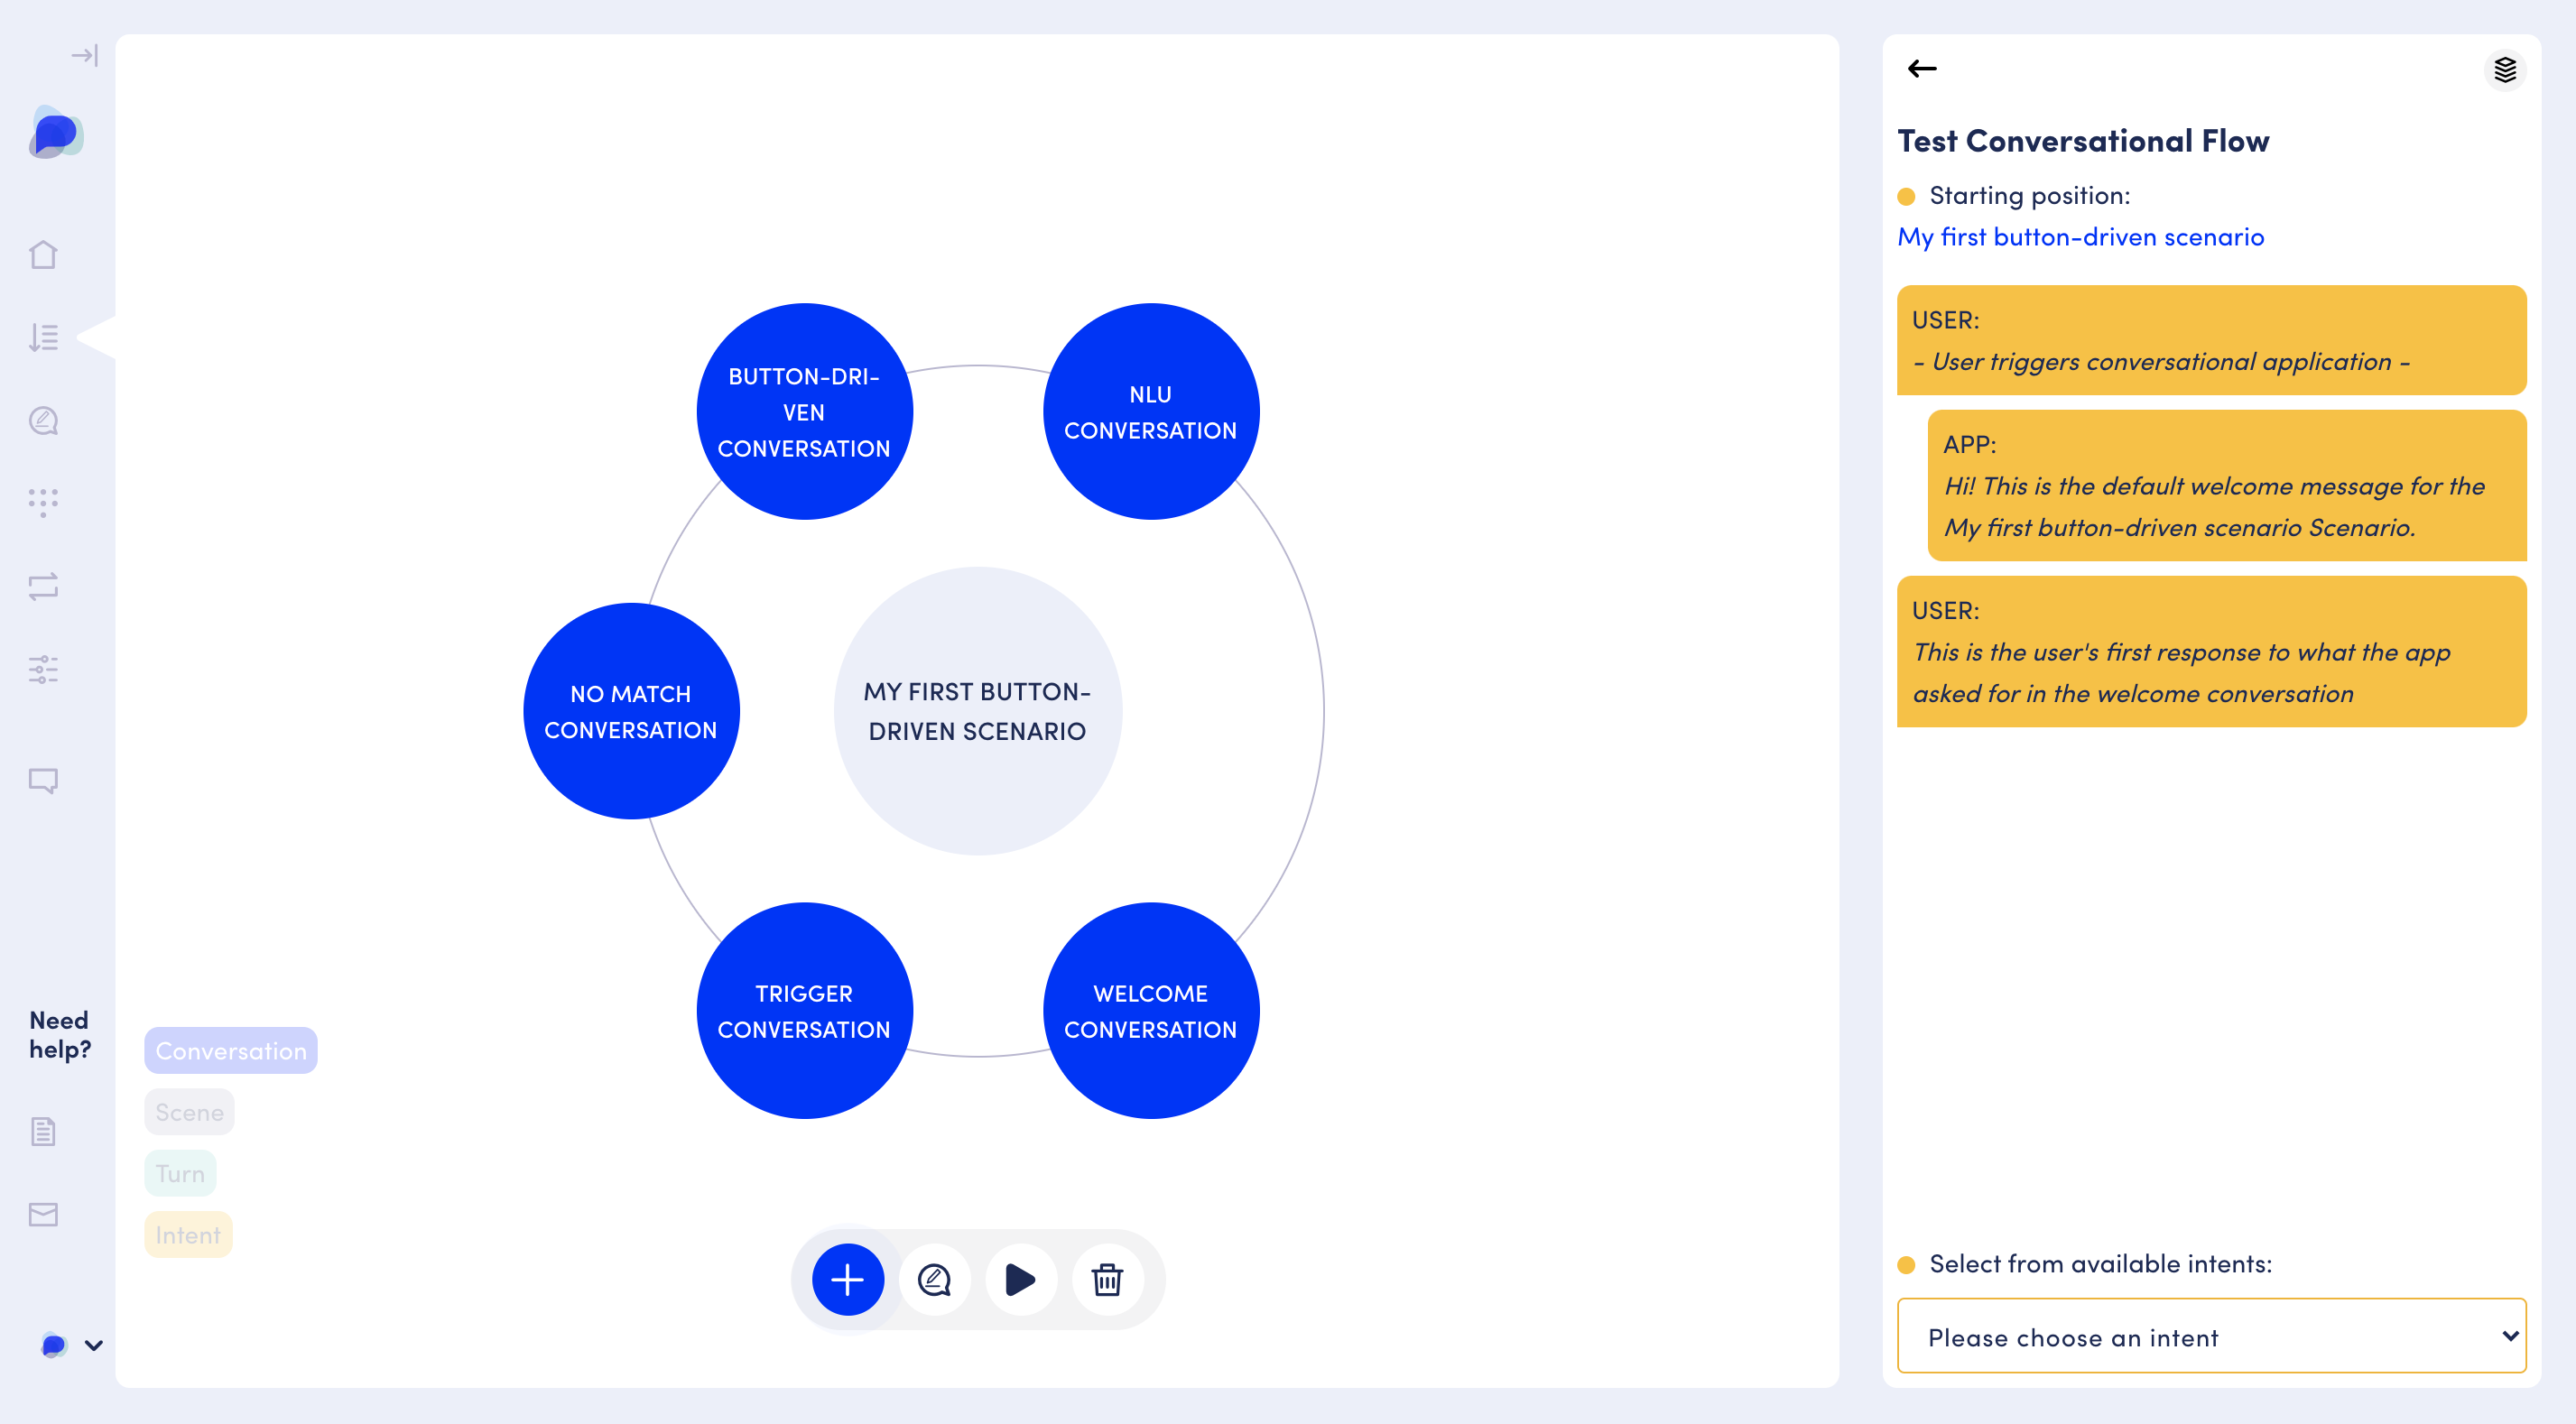 Need
help?
BUTTON-DRI-
VEN
CONVERSATION
NLU
CONVERSATION
NO MATCH
CONVERSATION
MY FIRST BUTTON-
DRIVEN SCENARIO
TRIGGER
CONVERSATION
WELCOME
CONVERSATION
Conversation
Scene
Turn
Intent
Test Conversational Flow
Starting position:
My first button-driven scenario
USER:
- User triggers conversational application -
APP:
Hi! This is the default welcome message for the
My first button-driven scenario Scenario.
USER:
This is the user's first response to what the app
asked for in the welcome conversation
Select from available intents:
Please choose an intent